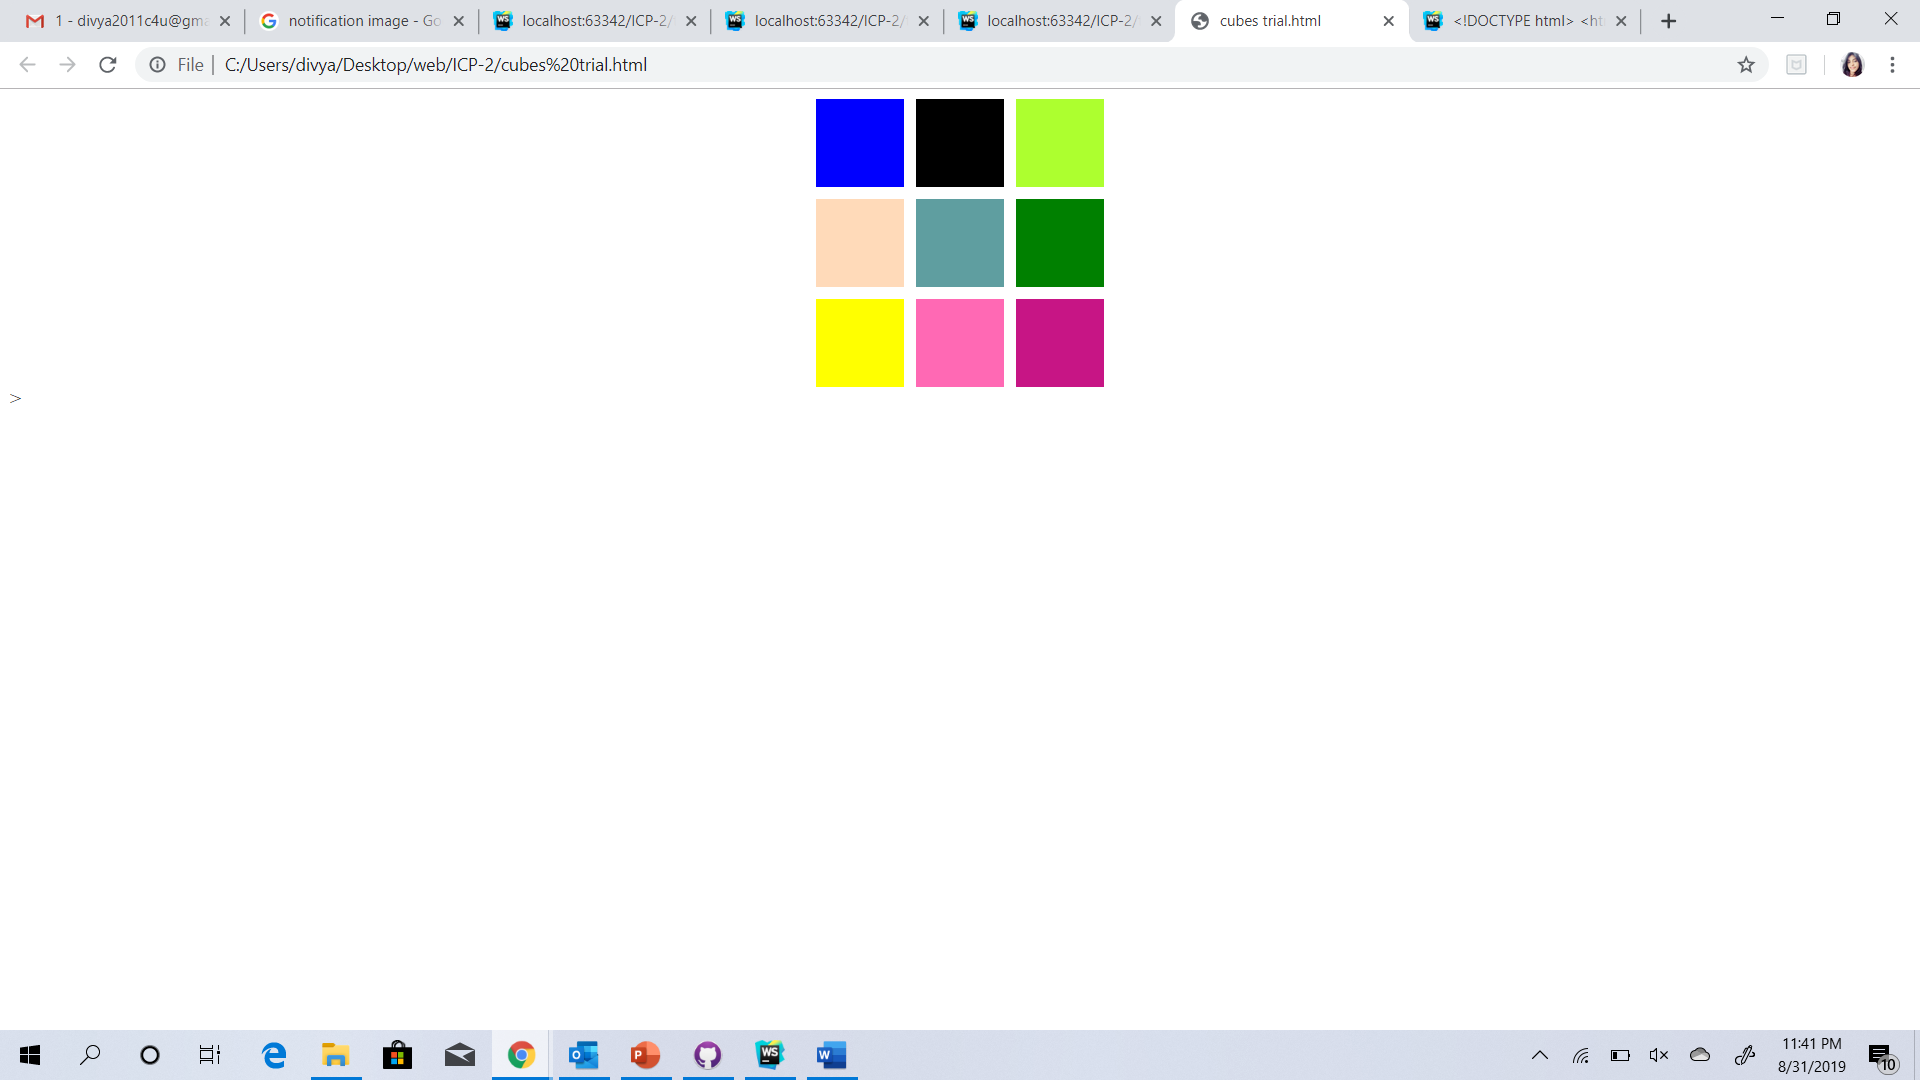 1 - divya2011c4u@gma
notification image - Go
localhost:63342/ICP-2/
localhost:63342/ICP-2/
localhost:63342/ICP-2/
cubes trial.html
<!DOCTYPE html> <ht
File
C:/Users/divya/Desktop/web/ICP-2/cubes%20trial.html
>
WS
11:41 PM
8/31/2019
10